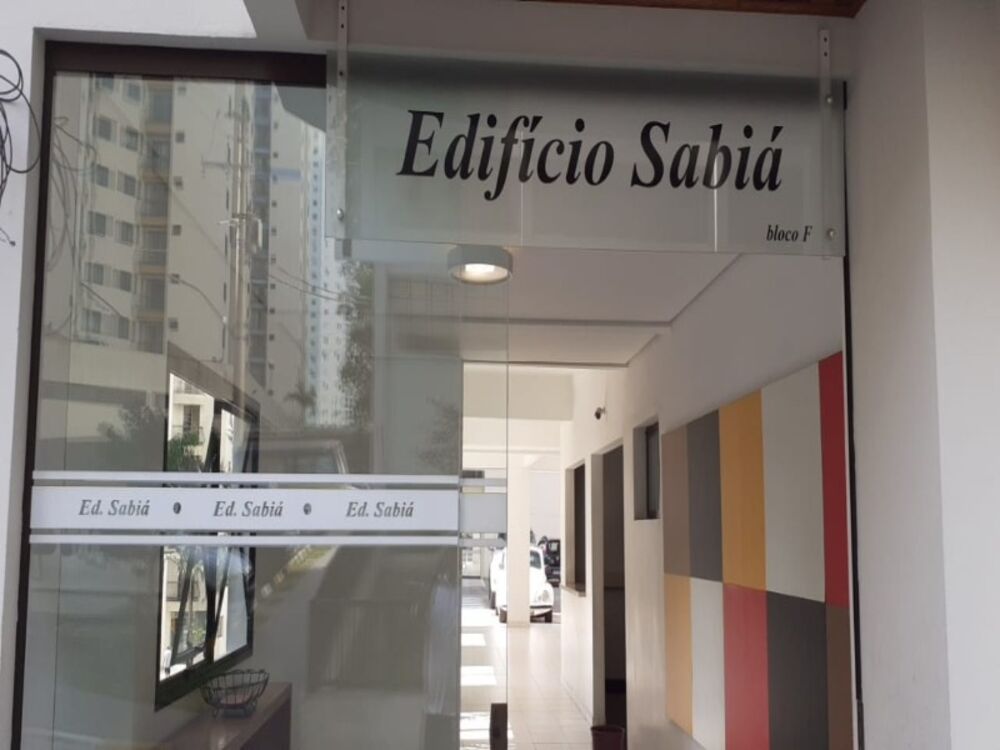 Edifício Sabiá
bloco F
Ed. Sabiá • Ed. Sabiá • Ed. Sabiá